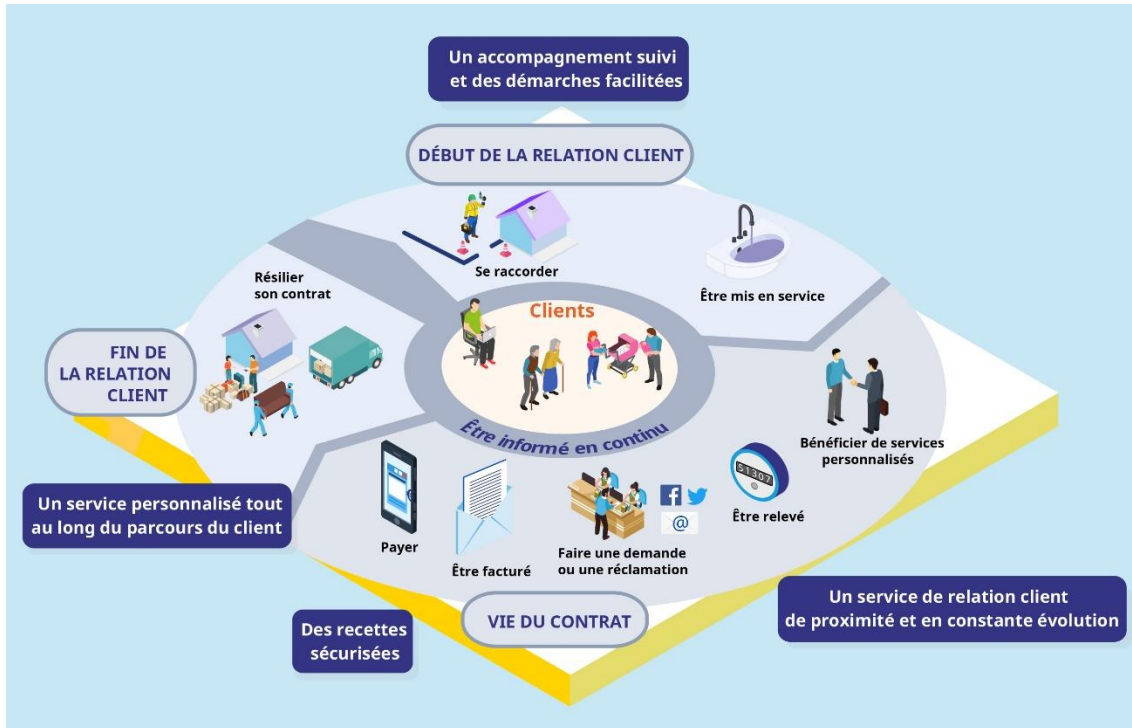 Un accompagnement suivi
et des démarches facilitées
DÉBUT DE LA RELATION CLIENT
Se raccorder
Être mis en service
Résilier
son contrat
Clients
FIN DE
LA RELATION
CLIENT
Être informé en continu
Bénéficier de services
personnalisés
51307
Être relevé
Un service personnalisé tout
au long du parcours du client
Payer
Être facturé
@
Faire une demande
ou une réclamation
VIE DU CONTRAT
Des recettes
sécurisées
Un service de relation client
de proximité et en constante évolution